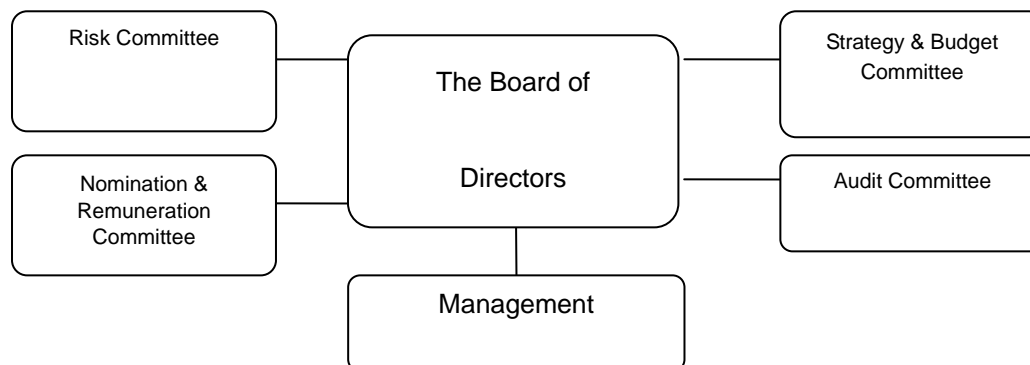 Risk Committee
The Board of
Directors
Strategy & Budget
Committee
Nomination &
Remuneration
Committee
Audit Committee
Management